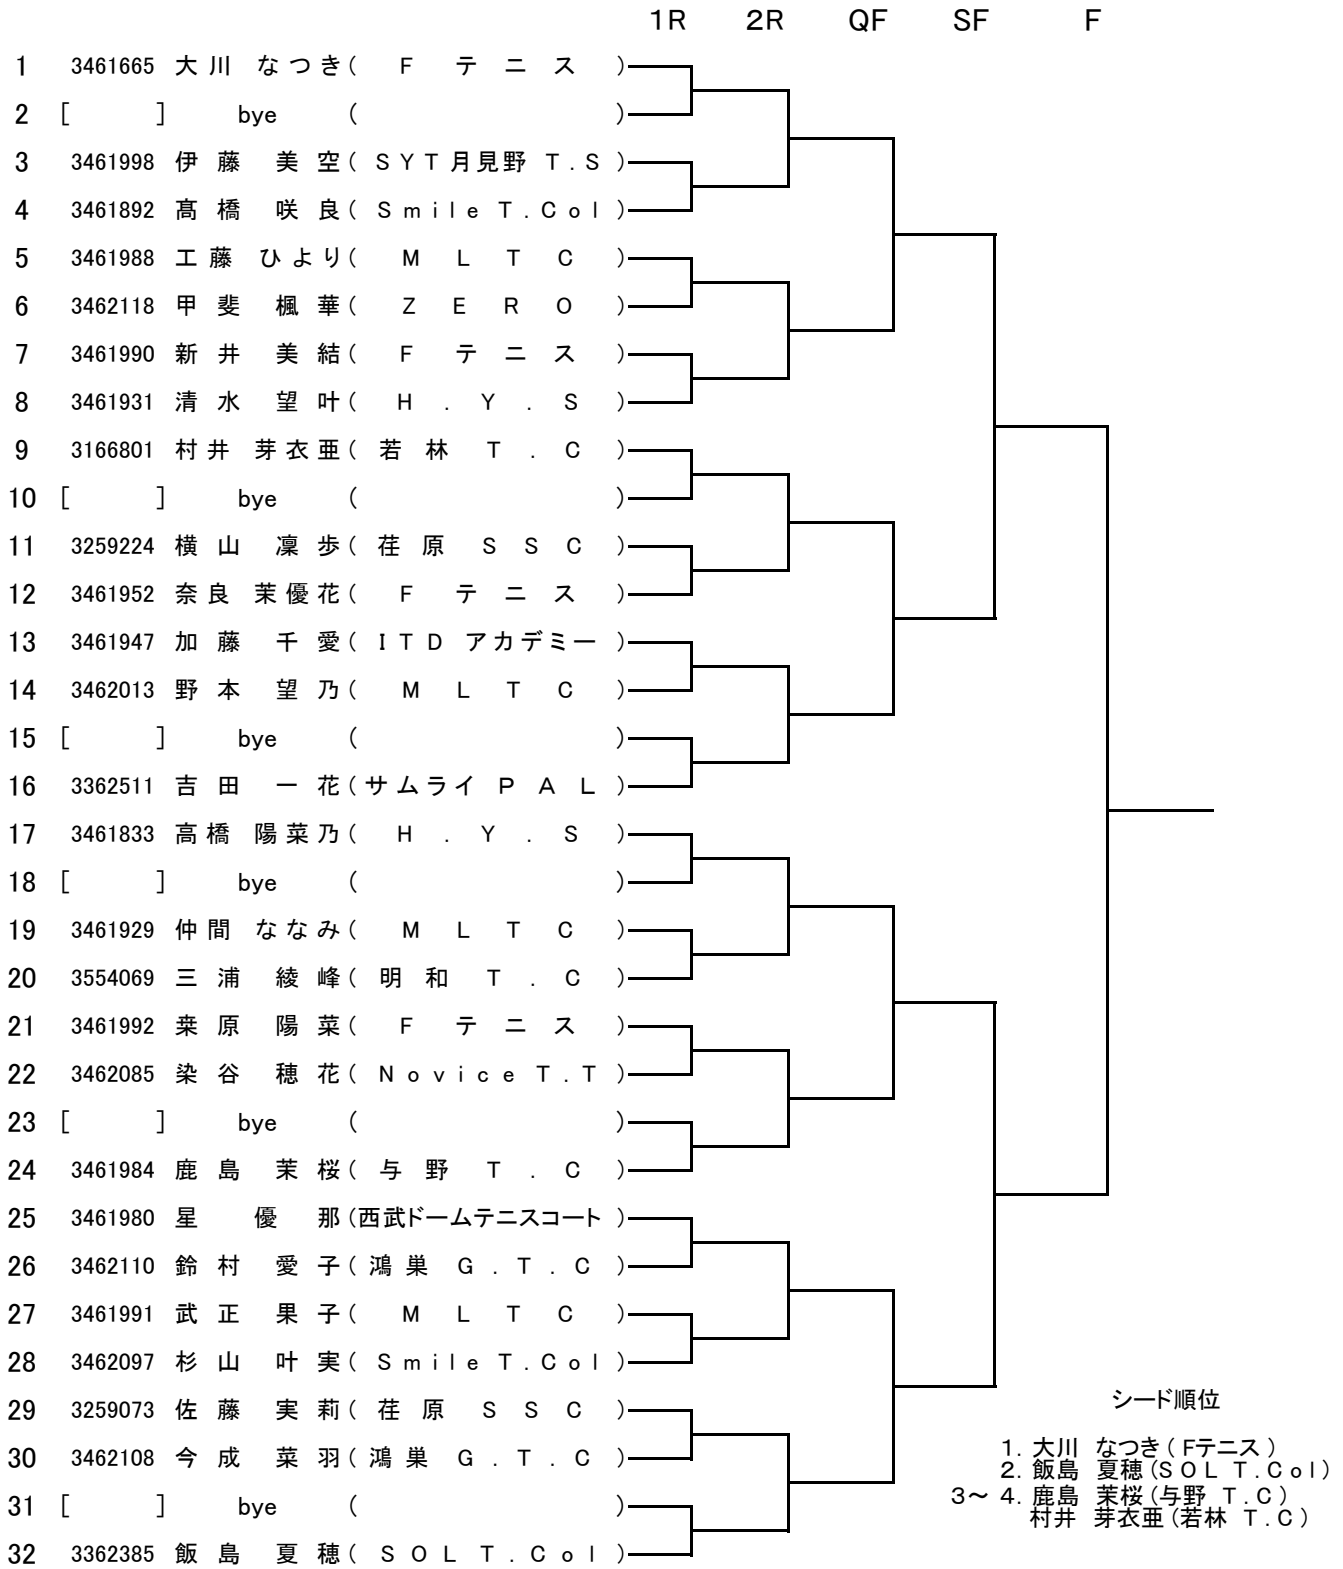 1R 2R QF SF F
1 3461665 大川 なつき( F テニス )
2 [ ] bye ( )
3 3461998 伊藤 美空( SYT月見野 T.S )
4 3461892 髙橋 咲良( Smile T.Col )
5 3461988 工藤 ひより( MLTC )
6 3462118 甲斐 楓華( ZERO )
7 3461990 新井 美結( F テニス )
8 3461931 清水 望叶( H.Y.S )
9 3166801 村井 芽衣亜( 若林 T.C )
10 [ ] bye ( )
11 3259224 横山 凜歩( 荏原 SSC )
12 3461952 奈良 茉優花( F テニス )
13 3461947 加藤 千愛( ITD アカデミー )
14 3462013 野本 望乃( MLTC )
15 [ ] bye ( )
16 3362511 吉田 一花( サムライ PAL )
17 3461833 高橋 陽菜乃( H.Y.S )
18 [ ] bye ( )
19 3461929 仲間 ななみ( MLTC )
20 3554069 三浦 綾峰( 明和 T.C )
21 3461992 桒原 陽菜( F テニス )
22 3462085 染谷 穂花( Novice T.T )
23 [ ] bye ( )
24 3461984 鹿島 茉桜( 与野 T.C )
25 3461980 星 優那( 西武ドームテニスコート )
26 3462110 鈴村 愛子( 鴻巣 G.T.C )
27 3461991 武正 果子( MLTC )
28 3462097 杉山 叶実( Smile T.Col )
29 3259073 佐藤 実莉( 荏原 SSC )
30 3462108 今成 菜羽( 鴻巣 G.T.C )
31 [ ] bye ( )
32 3362385 飯島 夏穂( SOL T.Col )
シード順位
1. 大川 なつき( Fテニス )
2. 飯島 夏穂(SOL T.Col)
3～ 4. 鹿島 茉桜(与野 T.C)
村井 芽衣亜(若林 T.C)